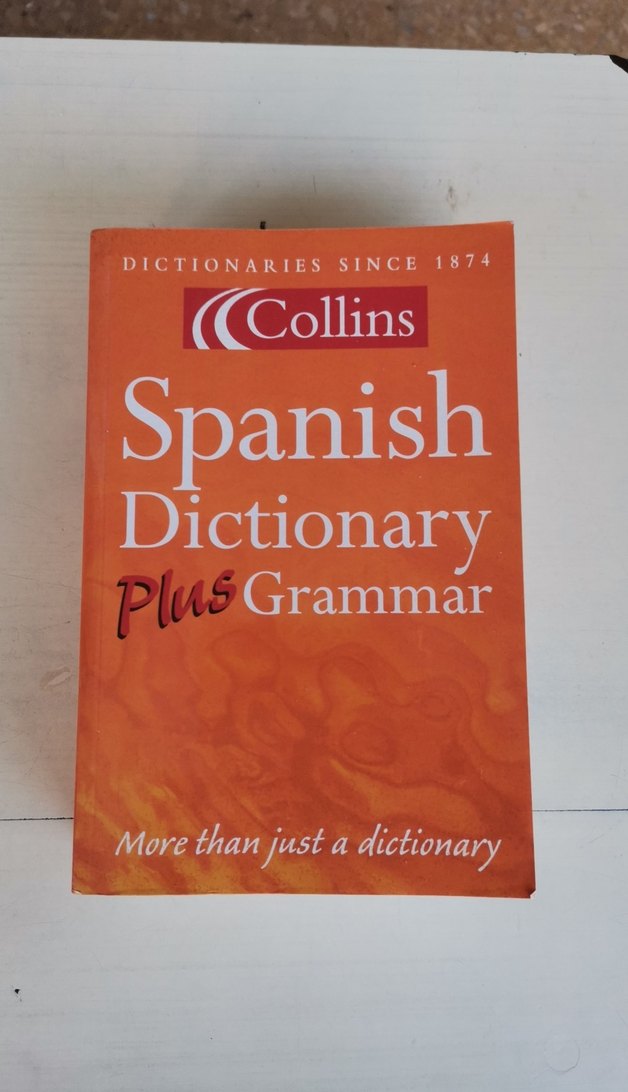 DICTIONARIES SINCE 1874
Collins
Spanish
Dictionary
Plus Grammar
More than just a dictionary